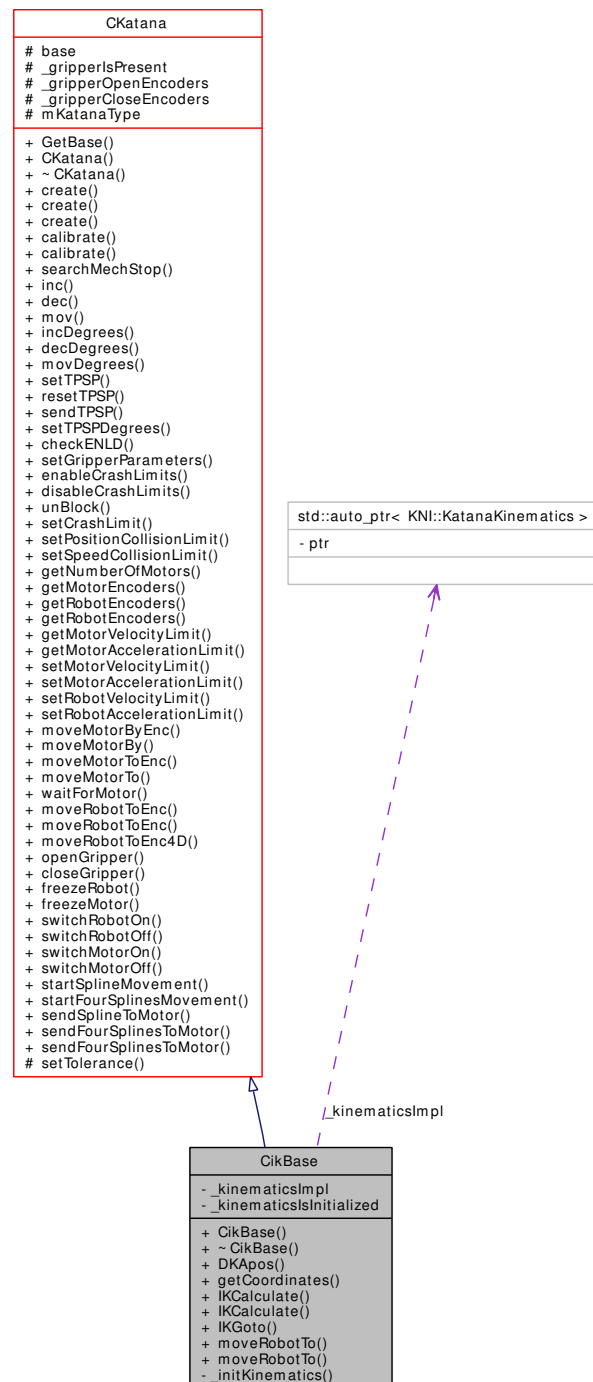 CKatana
# base
# _gripperIsPresent
# _gripperOpenEncoders
# _gripperCloseEncoders
# mKatanaType
+ GetBase()
+ CKatana()
+ ~ CKatana()
+ create()
+ create()
+ create()
+ calibrate()
+ calibrate()
+ searchMechStop()
+ inc()
+ dec()
+ mov()
+ incDegrees()
+ decDegrees()
+ movDegrees()
+ setTPSP()
+ resetTPSP()
+ sendTPSP()
+ setTPSPDegrees()
+ checkENLD()
+ setGripperParameters()
+ enableCrashLimits()
+ disableCrashLimits()
+ unBlock()
+ setCrashLimit()
+ setPositionCollisionLimit()
+ setSpeedCollisionLimit()
+ getNumberOfMotors()
+ getMotorEncoders()
+ getRobotEncoders()
+ getRobotEncoders()
+ getMotorVelocityLimit()
+ getMotorAccelerationLimit()
+ setMotorVelocityLimit()
+ setMotorAccelerationLimit()
+ setRobotVelocityLimit()
+ setRobotAccelerationLimit()
+ moveMotorByEnc()
+ moveMotorBy()
+ moveMotorToEnc()
+ moveMotorTo()
+ waitForMotor()
+ moveRobotToEnc()
+ moveRobotToEnc()
+ moveRobotToEnc4D()
+ openGripper()
+ closeGripper()
+ freezeRobot()
+ freezeMotor()
+ switchRobotOn()
+ switchRobotOff()
+ switchMotorOn()
+ switchMotorOff()
+ startSplineMovement()
+ startFourSplinesMovement()
+ sendSplineToMotor()
+ sendFourSplinesToMotor()
+ sendFourSplinesToMotor()
# setTolerance()
std::auto_ptr< KNI::KatanaKinematics >
- ptr
_kinematicsImpl
CikBase
- _kinematicsImpl
- _kinematicsIsInitialized
+ CikBase()
+ ~ CikBase()
+ DKApos()
+ getCoordinates()
+ IKCalculate()
+ IKCalculate()
+ IKGoto()
+ moveRobotTo()
+ moveRobotTo()
- _initKinematics()